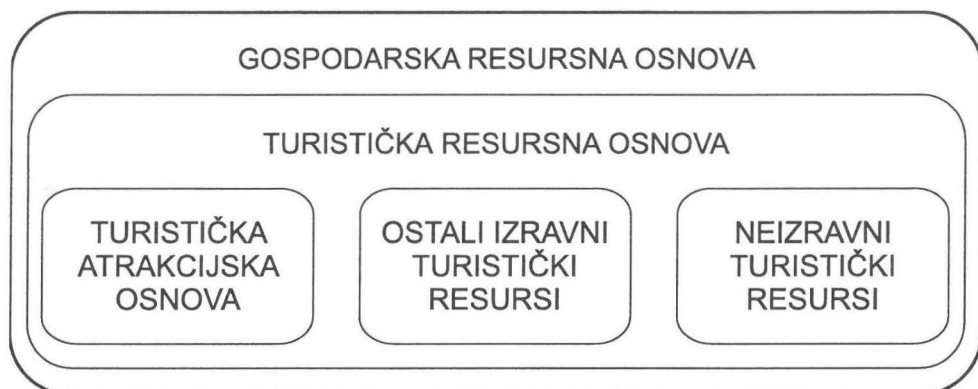 GOSPODARSKA RESURSNA OSNOVA
TURISTIČKA RESURSNA OSNOVA
TURISTIČKA
ATRAKCIJSKA
OSNOVA
OSTALI IZRAVNI
TURISTIČKI
RESURSI
NEIZRAVNI
TURISTIČKI
RESURSI